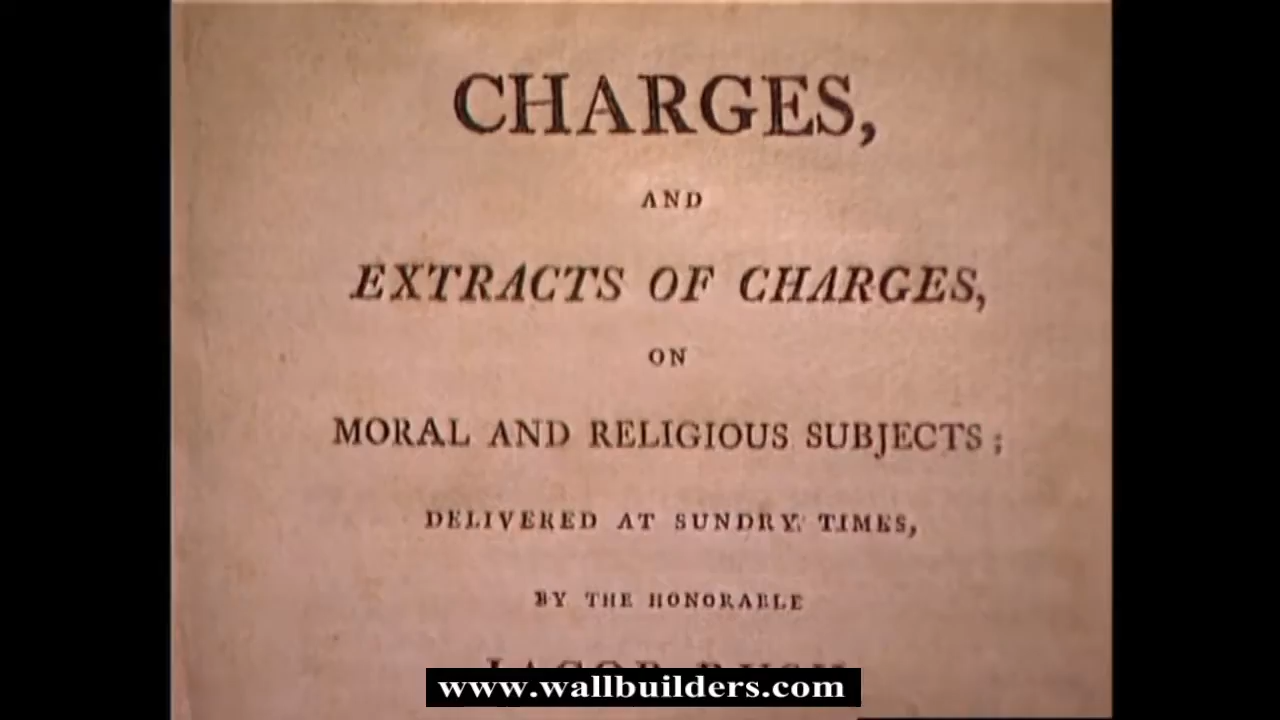 CHARGES,
AND
EXTRACTS OF CHARGES,
ON
MORAL AND RELIGIOUS SUBJECTS;
DELIVERED AT SUNDRY TIMES,
BY THE HONORABLE
www.wallbuilders.com